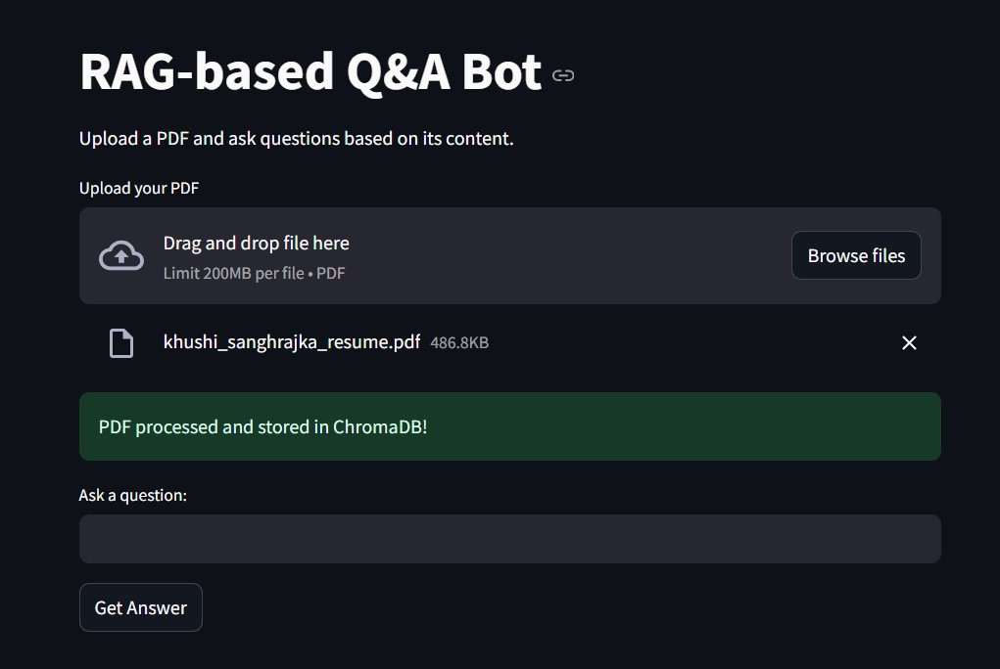 RAG-based Q&A Bot
Upload a PDF and ask questions based on its content.
Upload your PDF
Drag and drop file here
Limit 200MB per file • PDF
Browse files
khushi_sanghrajka_resume.pdf 486.8KB
PDF processed and stored in ChromaDB!
Ask a question:
Get Answer